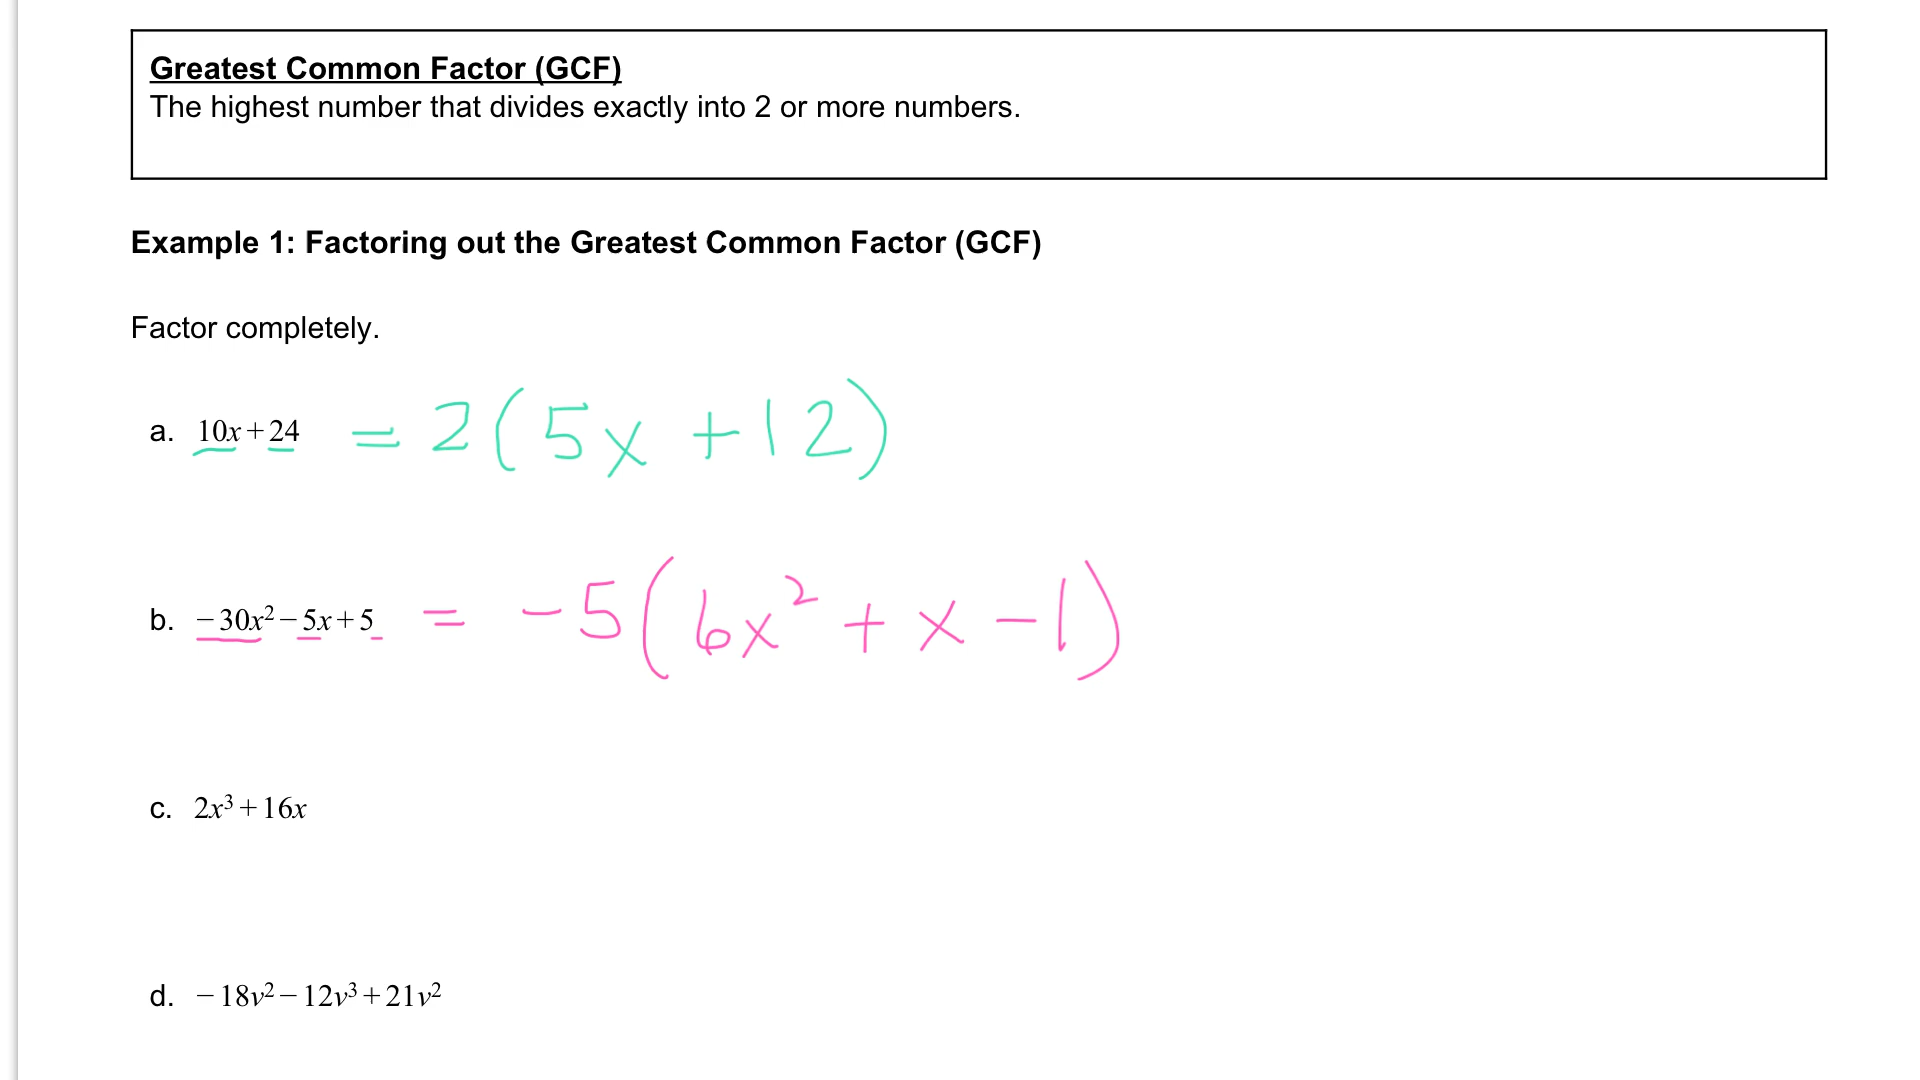 Greatest Common Factor (GCF)
The highest number that divides exactly into 2 or more numbers.
Example 1: Factoring out the Greatest Common Factor (GCF)
Factor completely.
a. 10x+24 = 2(5x +12)
b. −30x²−5x+5 = -5(6x² + x -1)
c. 2x³+16x
d. −18v²−12v³+21v²